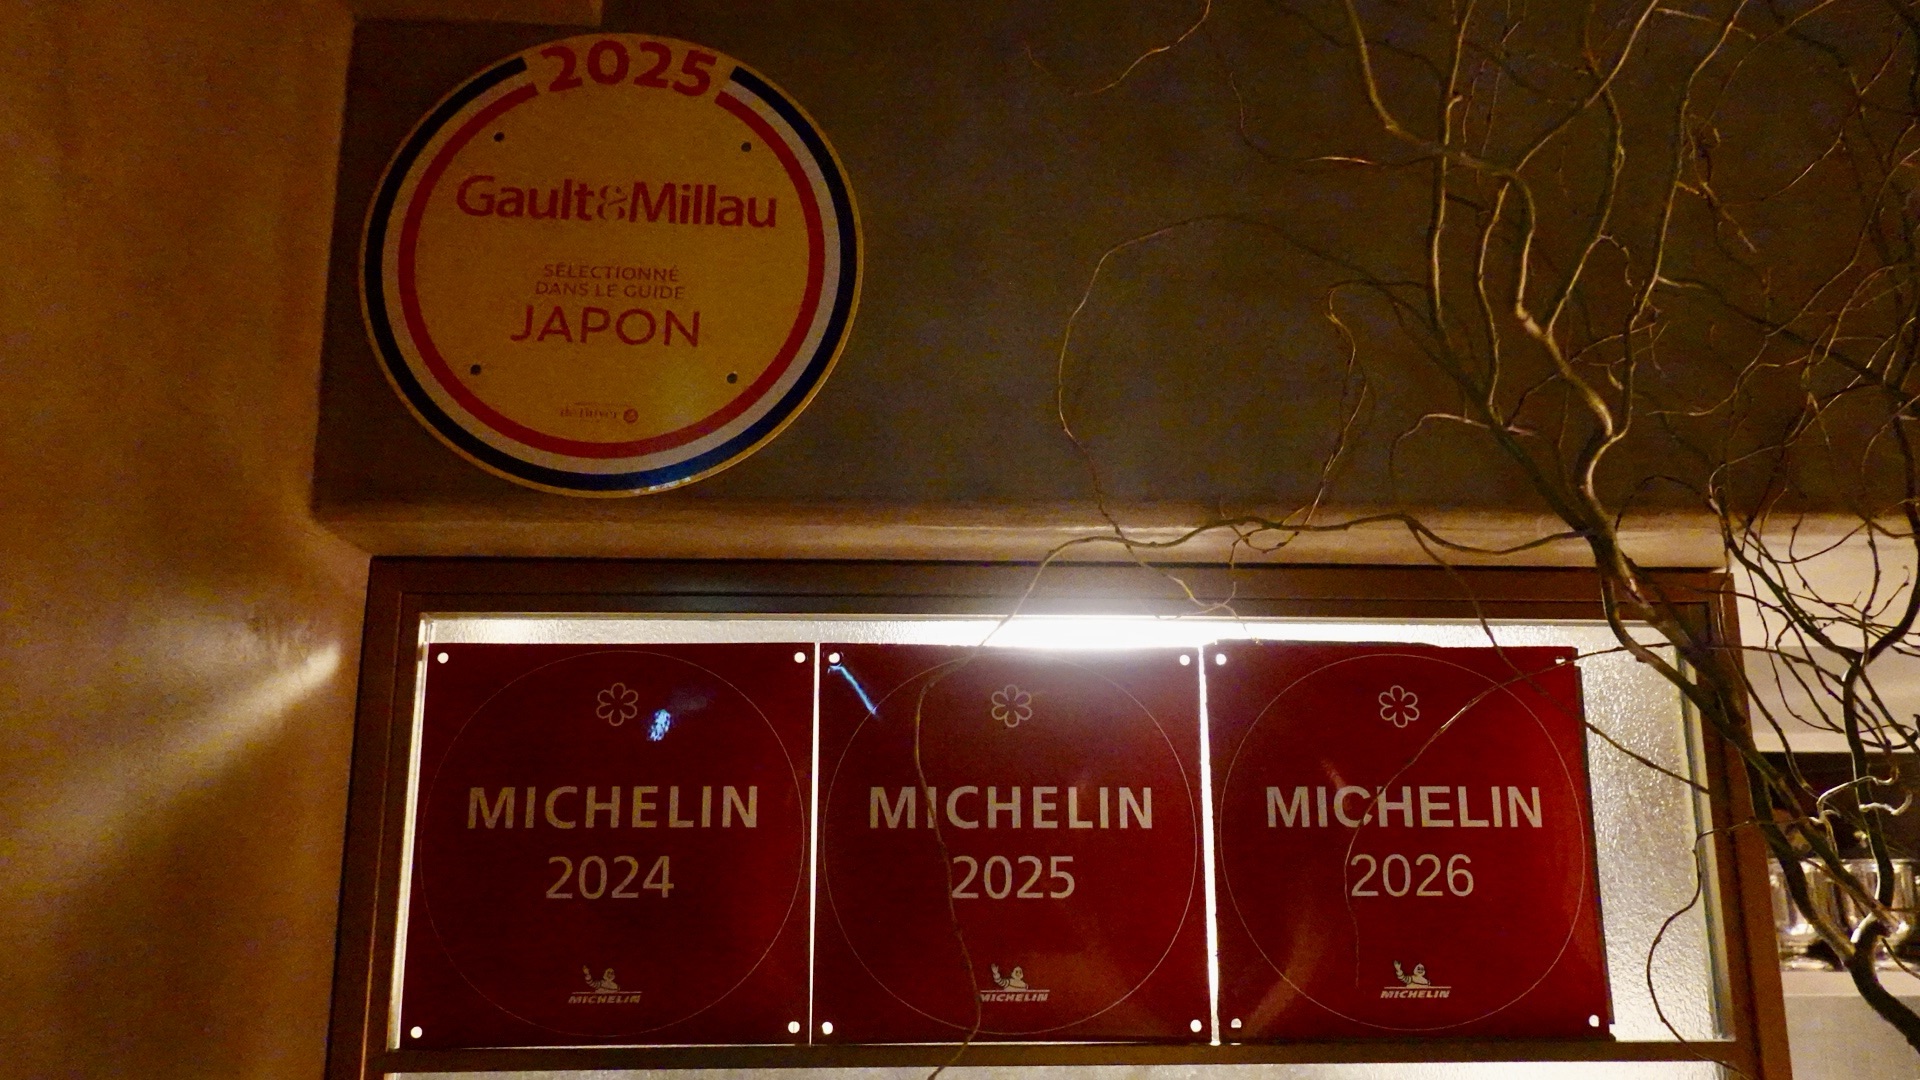 2025
Gault&Millau
SÉLECTIONNÉ
DANS LE GUIDE
JAPON
MICHELIN
2024
MICHELIN
MICHELIN
2025
MICHELIN
MICHELIN
2026
MICHELIN